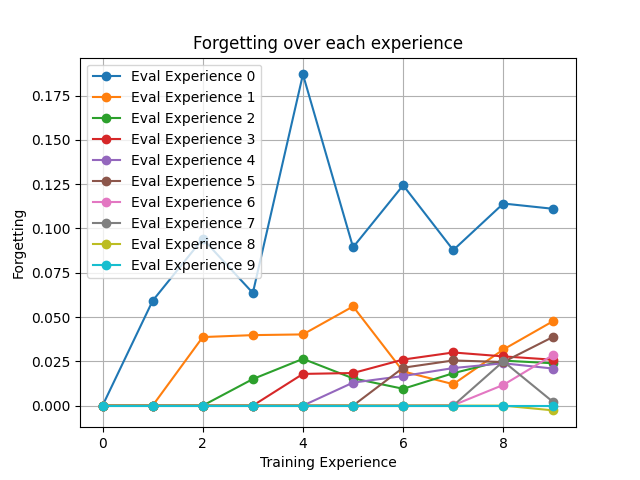 Forgetting over each experience
Eval Experience 0
Eval Experience 1
Eval Experience 2
Eval Experience 3
Eval Experience 4
Eval Experience 5
Eval Experience 6
Eval Experience 7
Eval Experience 8
Eval Experience 9
0.175
0.150
0.125
0.100
0.075
0.050
0.025
0.000
Forgetting
0 2 4 6 8
Training Experience